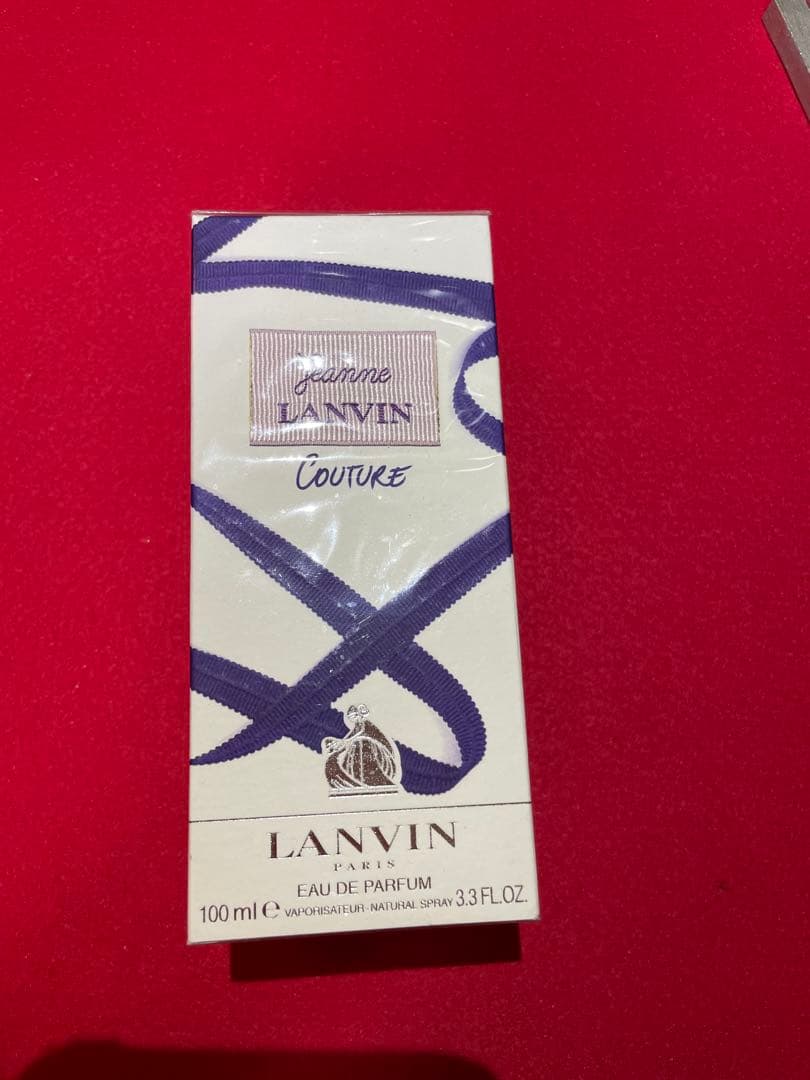 Jeanne
LANVIN
COUTURE
LANVIN
PARIS
EAU DE PARFUM
100 ml ℮ VAPORISATEUR-NATURAL SPRAY 3.3 FL.OZ.